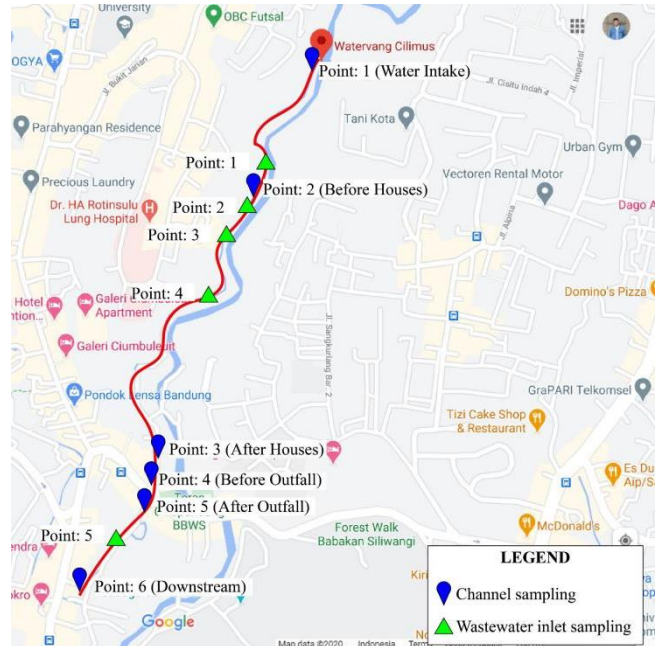 University
OBC Futsal
OGYA
Jl. Bukit Jarian
Watervang Cilimus
Point: 1 (Water Intake)
Jl. Ciaitu Indah 4
Jl. Imperial
Parahyangan Residence
Tani Kota
Urban Gym
Point: 1
Precious Laundry
Point: 2 (Before Houses)
Vectoren Rental Motor
Dago A
Dr. HA Rotinsulu
Lung Hospital
Point: 2
Point: 3
Jl. Alpina
Point: 4
Hotel
ntion...
Galeri Ciumbuleuit
Apartment
Domino's Pizza
Galeri Ciumbuleuit
Jl. Sangkuriang Bar. 2
Pondok Lensa Bandung
GraPARI Telkomsel
Tizi Cake Shop
& Restaurant
Point: 3 (After Houses)
Point: 4 (Before Outfall)
Point: 5 (After Outfall)
Es Du
Aip/Sa
BBWS
Point: 5
Forest Walk
Babakan Siliwangi
McDonald's
endra
LEGEND
Point: 6 (Downstream)
okro
Channel sampling
Wastewater inlet sampling
Google
Map data ©2020
Indonesia